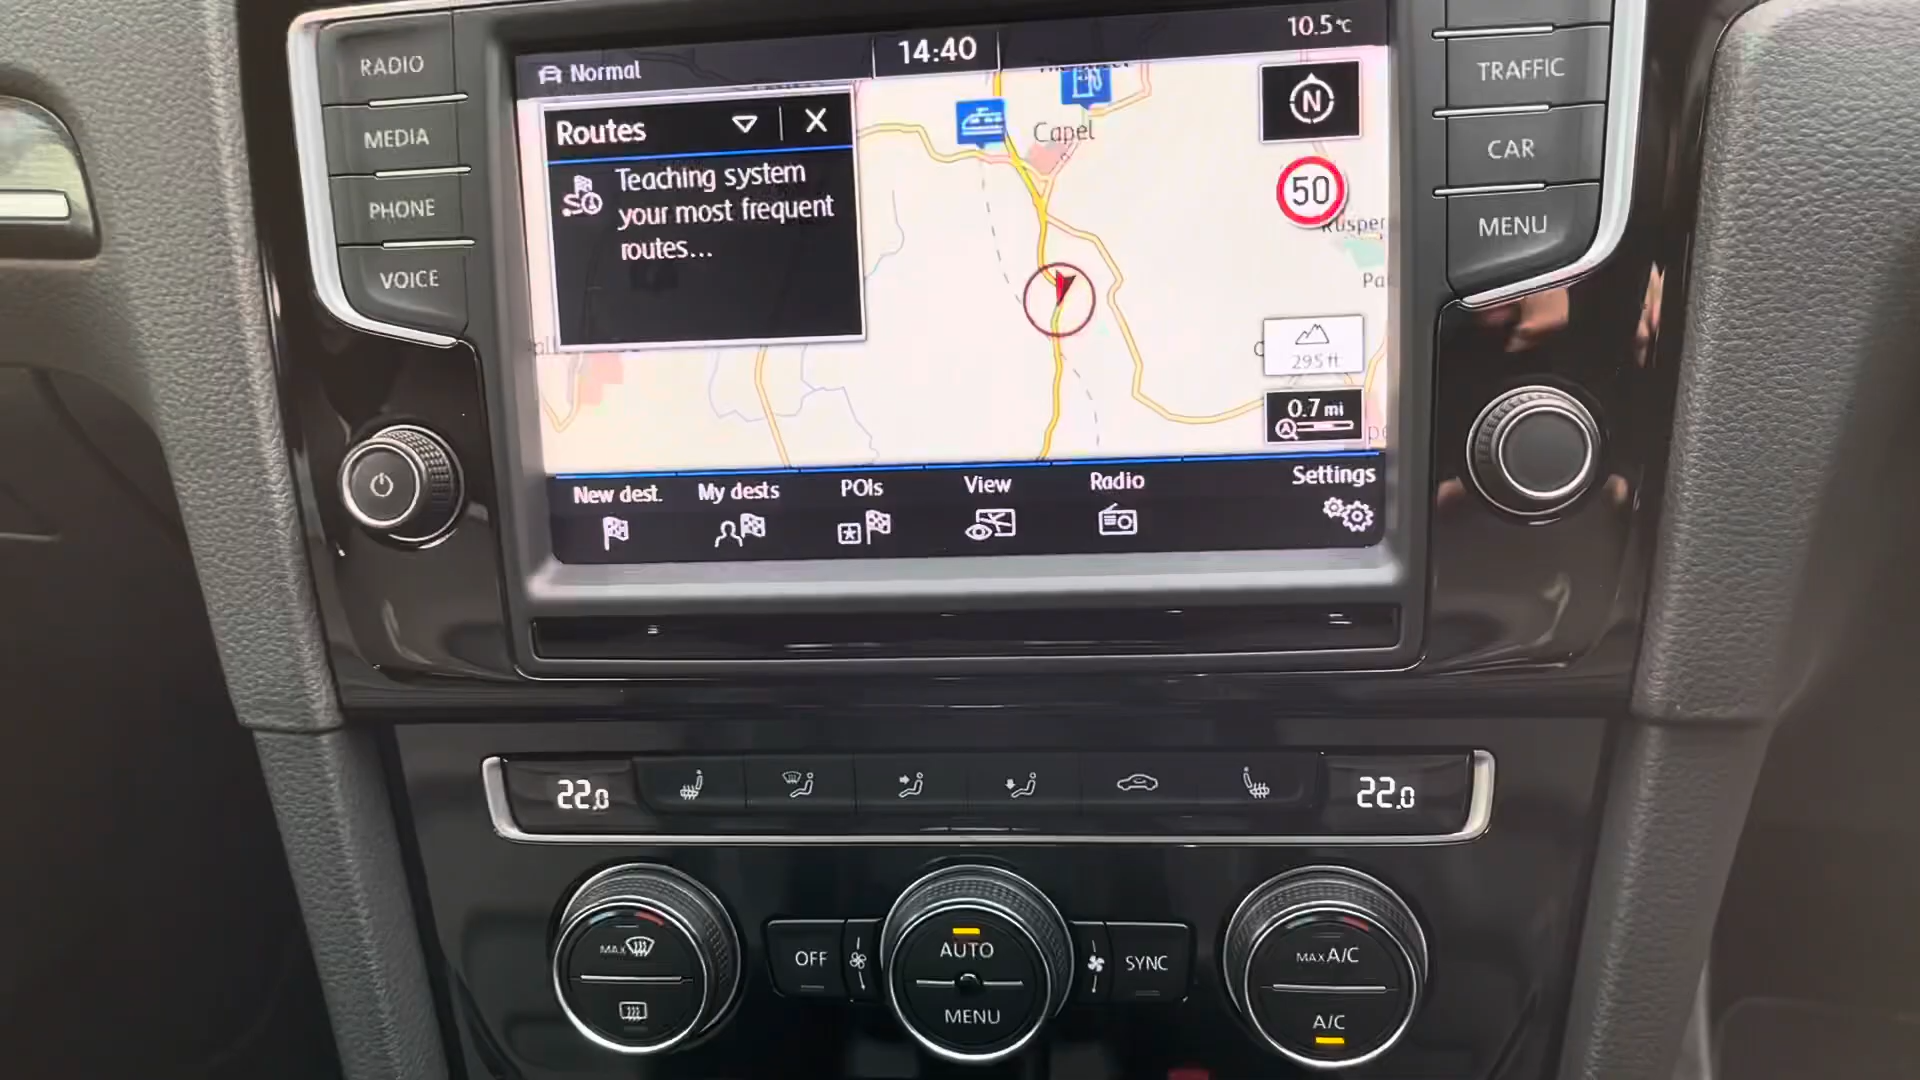 RADIO
MEDIA
PHONE
VOICE
Normal
14:40
10.5°C
Routes
X
Teaching system
your most frequent
routes...
Capel
N
50
Rusper
295 ft
0.7 mi
A
New dest.
My dests
POIs
View
Radio
Settings
TRAFFIC
CAR
MENU
22.0
22.0
MAX
OFF
AUTO
MENU
SYNC
MAX A/C
A/C